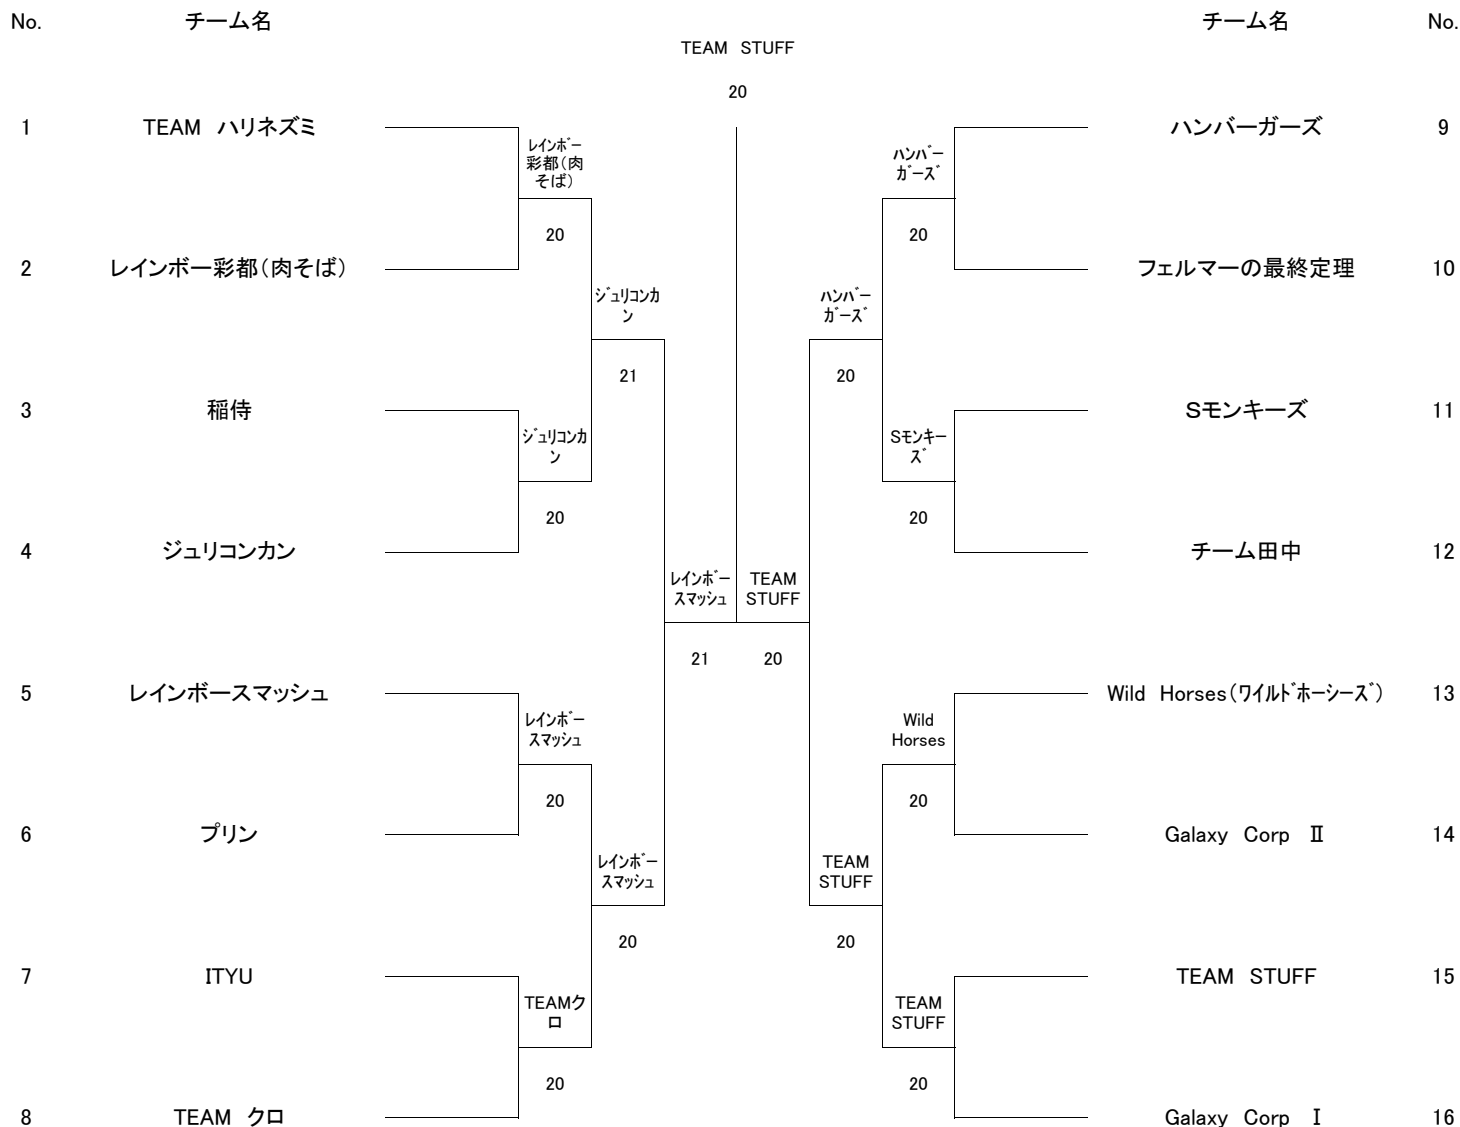 No. チーム名 チーム名 No.
TEAM STUFF
20
1 TEAM ハリネズミ ハンバーガーズ 9
レインボー
彩都(肉
そば)
ハンバー
ガーズ
20 20
2 レインボー彩都(肉そば) フェルマーの最終定理 10
ジュリコンカ
ン
ハンバー
ガーズ
21 20
3 稲侍 Sモンキーズ 11
ジュリコンカ
ン
Sモンキー
ズ
20 20
4 ジュリコンカン チーム田中 12
レインボー
スマッシュ
TEAM
STUFF
21 20
5 レインボースマッシュ Wild Horses(ワイルドホーシーズ) 13
レインボー
スマッシュ
Wild
Horses
20 20
6 プリン Galaxy Corp Ⅱ 14
レインボー
スマッシュ
TEAM
STUFF
20 20
7 ITYU TEAM STUFF 15
TEAMク
ロ
TEAM
STUFF
20 20
8 TEAM クロ Galaxy Corp Ⅰ 16